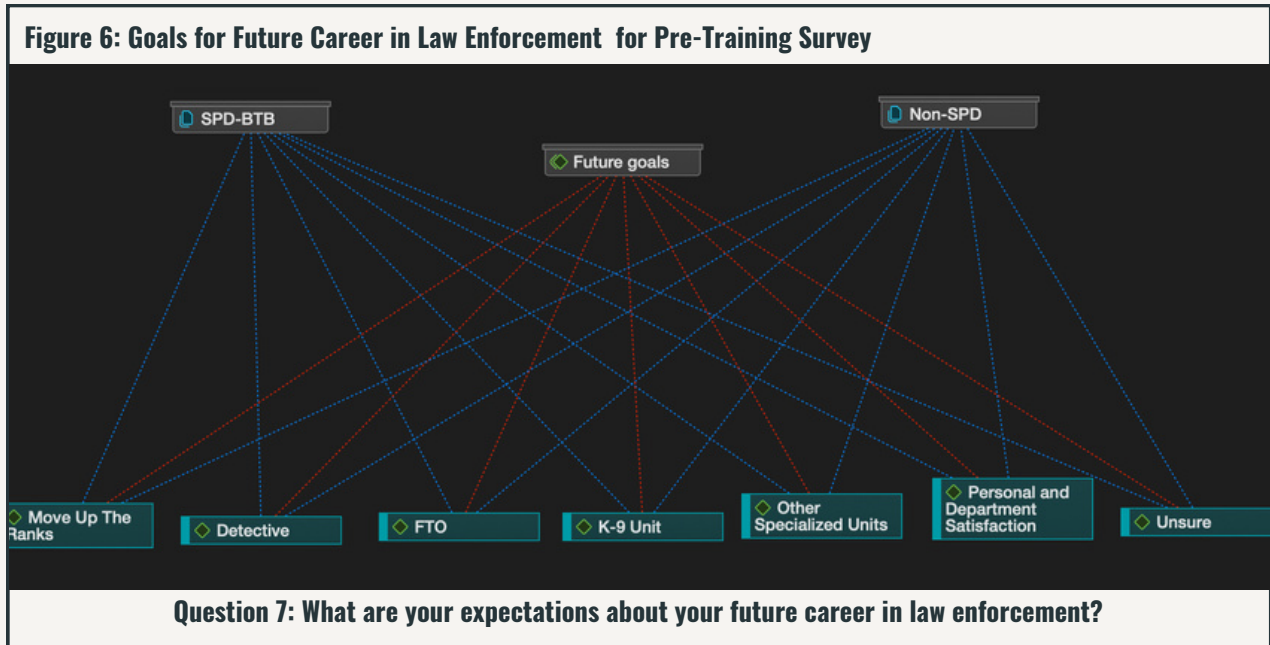 Figure 6: Goals for Future Career in Law Enforcement for Pre-Training Survey
SPD-BTB
Non-SPD
Future goals
Move Up The
Ranks
Detective
FTO
K-9 Unit
Other
Specialized Units
Personal and
Department
Satisfaction
Unsure
Question 7: What are your expectations about your future career in law enforcement?